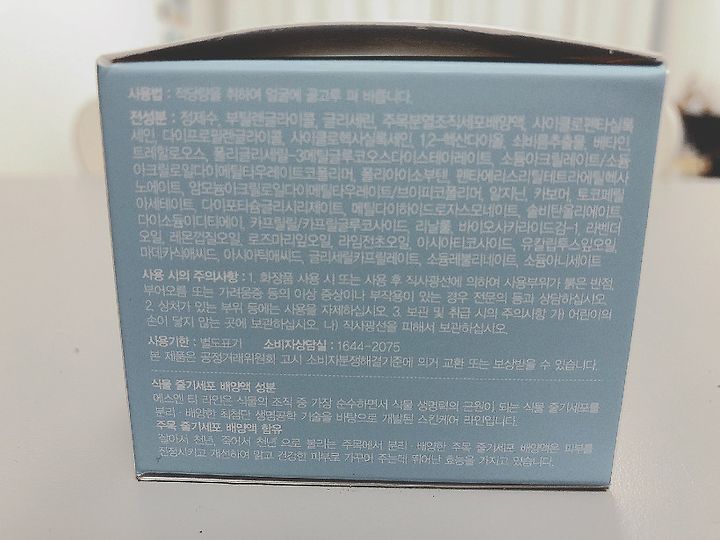 사용법 : 적당량을 취하여 얼굴에 골고루 펴 바릅니다.
전성분 : 정제수, 부틸렌글라이콜, 글리세린, 주목분열조직세포배양액, 사이클로펜타실록
세인, 다이프로필렌글라이콜, 사이클로헥사실록세인, 1,2-헥산다이올, 쇠비름추출물, 베타인
트레할로오스, 폴리글리세릴-3메틸글루코오스다이스테아레이트, 소듐아크릴레이트/소듐
아크릴로일다이메틸타우레이트코폴리머, 폴리아이소부텐, 펜타에리스리틸테트라에틸헥사
노에이트, 암모늄아크릴로일다이메틸타우레이트/브이피코폴리머, 알지닌, 카보머, 토코페릴
아세테이트, 다이포타슘글리시리제이트, 메틸다이하이드로자스모네이트, 솔비탄올리에이트,
다이소듐이디티에이, 카프릴릴/카프릴글루코사이드, 리날룰, 바이오사카라이드검-1, 라벤더
오일, 레몬껍질오일, 로즈마리잎오일, 라임전초오일, 아시아티코사이드, 유칼립투스잎오일,
마데카식애씨드, 아시아틱애씨드, 글리세릴카프릴레이트, 소듐레불리네이트, 소듐아니세이트
사용 시의 주의사항 : 1. 화장품 사용 시 또는 사용 후 직사광선에 의하여 사용부위가 붉은 반점,
부어오름 또는 가려움증 등의 이상 증상이나 부작용이 있는 경우 전문의 등과 상담하십시오.
2. 상처가 있는 부위 등에는 사용을 자제하십시오. 3. 보관 및 취급 시의 주의사항 가) 어린이의
손이 닿지 않는 곳에 보관하십시오. 나) 직사광선을 피해서 보관하십시오.
사용기한 : 별도표기 소비자상담실 : 1644-2075
본 제품은 공정거래위원회 고시 소비자분쟁해결기준에 의거 교환 또는 보상받을 수 있습니다.
식물 줄기세포 배양액 성분
에스엔 티 라인은 식물의 조직 중 가장 순수하면서 식물 생명력의 근원이 되는 식물 줄기세포를
분리·배양한 최첨단 생명공학 기술을 바탕으로 개발된 스킨케어 라인입니다.
주목 줄기세포 배양액 함유
살아서 천년, 죽어서 천년 으로 불리는 주목에서 분리·배양한 주목 줄기세포 배양액은 피부를
진정시키고 개선하여 맑고 건강한 피부로 가꾸어 주는데 뛰어난 효능을 가지고 있습니다.